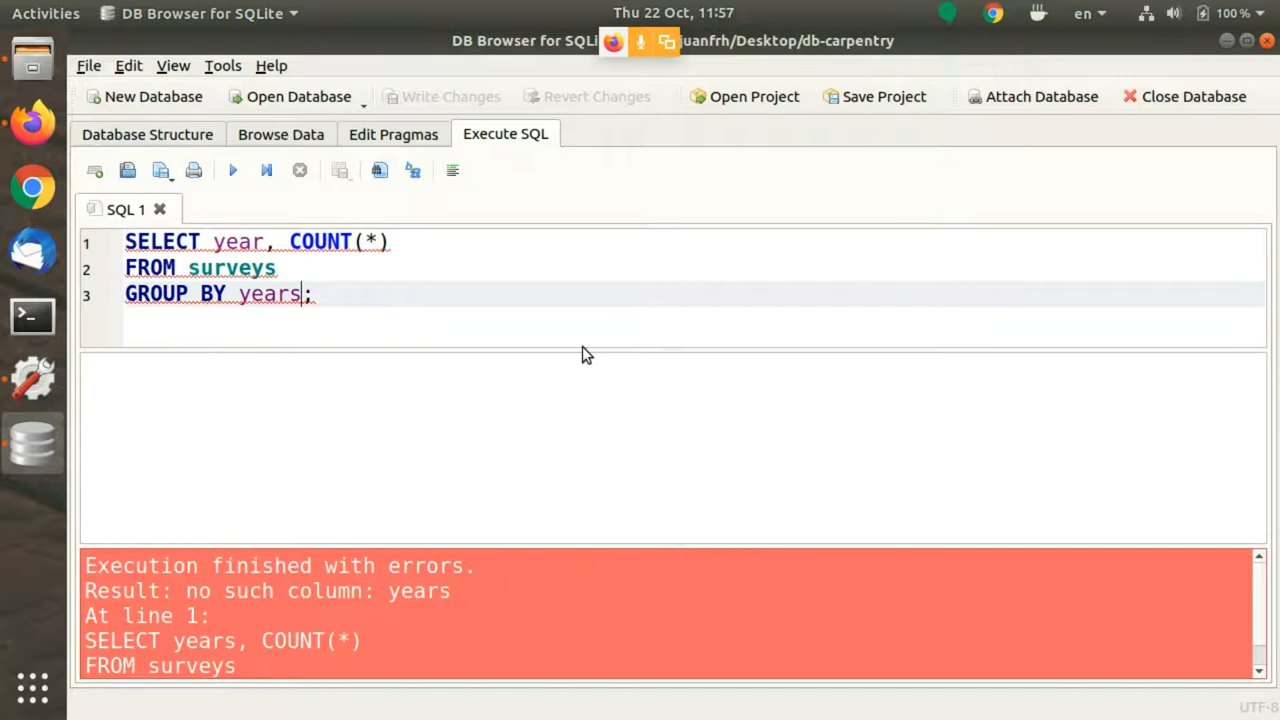 Activities DB Browser for SQLite Thu 22 Oct, 11:57 en 100 %
DB Browser for SQLi juanfrh/Desktop/db-carpentry
File Edit View Tools Help
New Database Open Database Write Changes Revert Changes Open Project Save Project Attach Database Close Database
Database Structure Browse Data Edit Pragmas Execute SQL
SQL 1
1 SELECT year, COUNT(*)
2 FROM surveys
3 GROUP BY years;
Execution finished with errors.
Result: no such column: years
At line 1:
SELECT years, COUNT(*)
FROM surveys
UTF-8